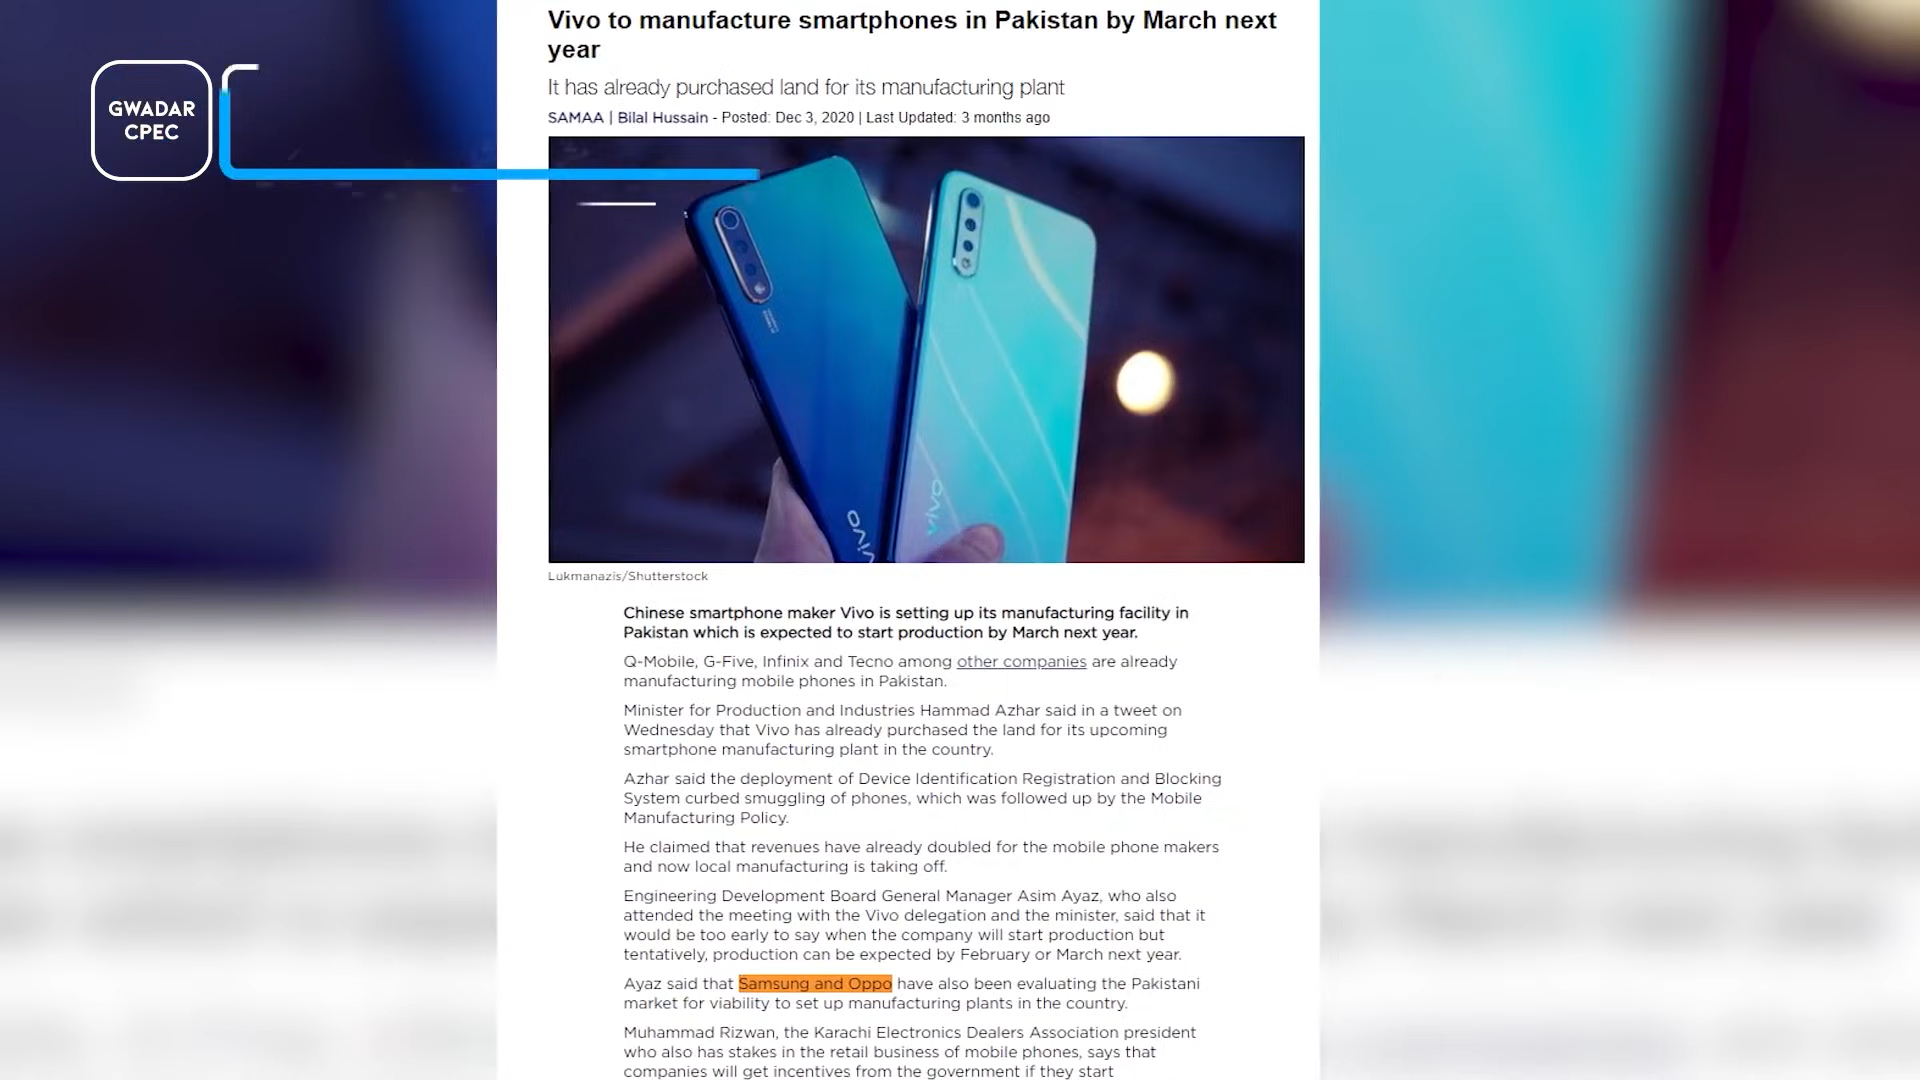 GWADAR
CPEC
Vivo to manufacture smartphones in Pakistan by March next
year
It has already purchased land for its manufacturing plant
SAMAA | Bilal Hussain - Posted: Dec 3, 2020 | Last Updated: 3 months ago
vivo
vivo
Lukmanazis/Shutterstock
Chinese smartphone maker Vivo is setting up its manufacturing facility in
Pakistan which is expected to start production by March next year.
Q-Mobile, G-Five, Infinix and Tecno among other companies are already
manufacturing mobile phones in Pakistan.
Minister for Production and Industries Hammad Azhar said in a tweet on
Wednesday that Vivo has already purchased the land for its upcoming
smartphone manufacturing plant in the country.
Azhar said the deployment of Device Identification Registration and Blocking
System curbed smuggling of phones, which was followed up by the Mobile
Manufacturing Policy.
He claimed that revenues have already doubled for the mobile phone makers
and now local manufacturing is taking off.
Engineering Development Board General Manager Asim Ayaz, who also
attended the meeting with the Vivo delegation and the minister, said that it
would be too early to say when the company will start production but
tentatively, production can be expected by February or March next year.
Ayaz said that Samsung and Oppo have also been evaluating the Pakistani
market for viability to set up manufacturing plants in the country.
Muhammad Rizwan, the Karachi Electronics Dealers Association president
who also has stakes in the retail business of mobile phones, says that
companies will get incentives from the government if they start